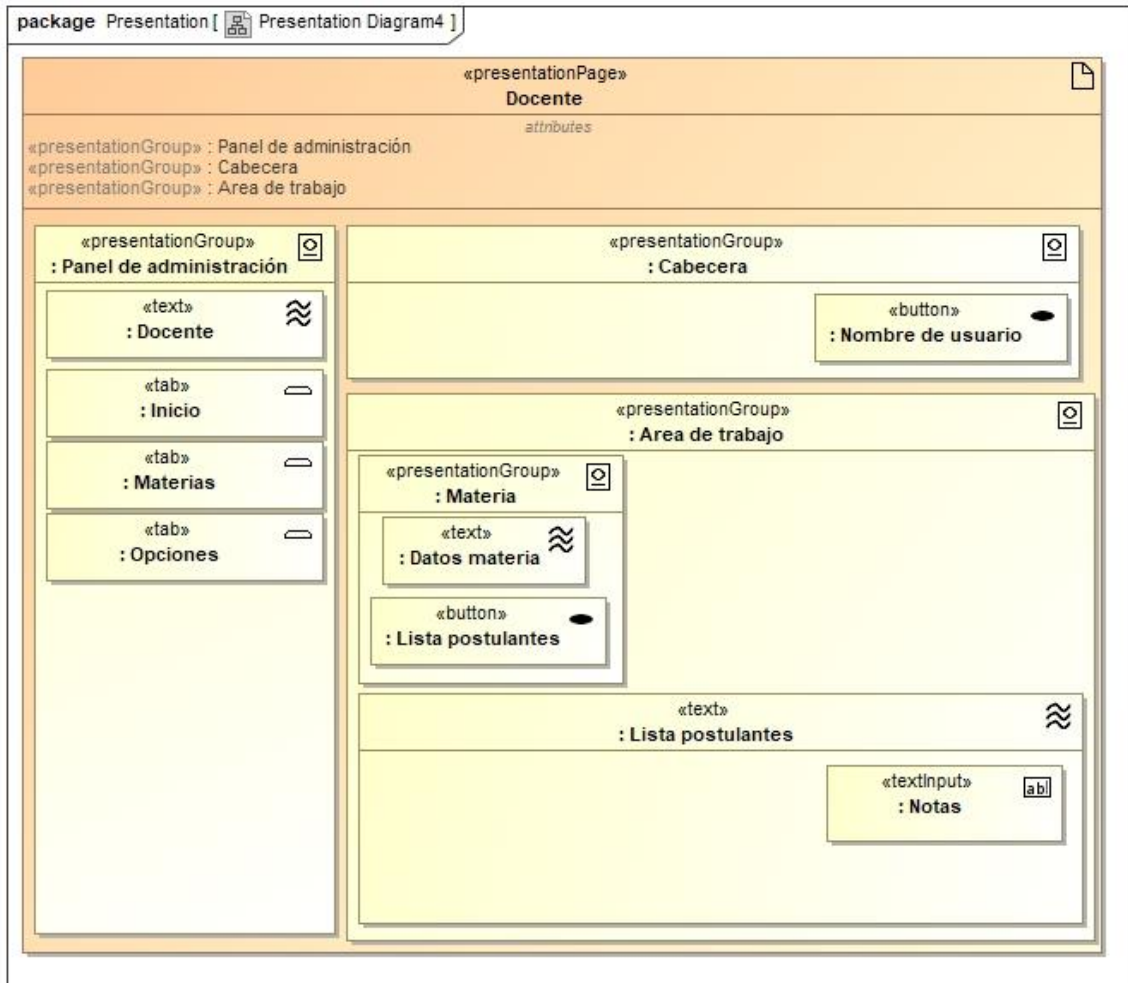 package Presentation [ Presentation Diagram4 ]
«presentationPage»
Docente
attributes
«presentationGroup» : Panel de administración
«presentationGroup» : Cabecera
«presentationGroup» : Area de trabajo
«presentationGroup»
: Panel de administración
«text»
: Docente
«tab»
: Inicio
«tab»
: Materias
«tab»
: Opciones
«presentationGroup»
: Cabecera
«button»
: Nombre de usuario
«presentationGroup»
: Area de trabajo
«presentationGroup»
: Materia
«text»
: Datos materia
«button»
: Lista postulantes
«text»
: Lista postulantes
«textInput»
: Notas
abl